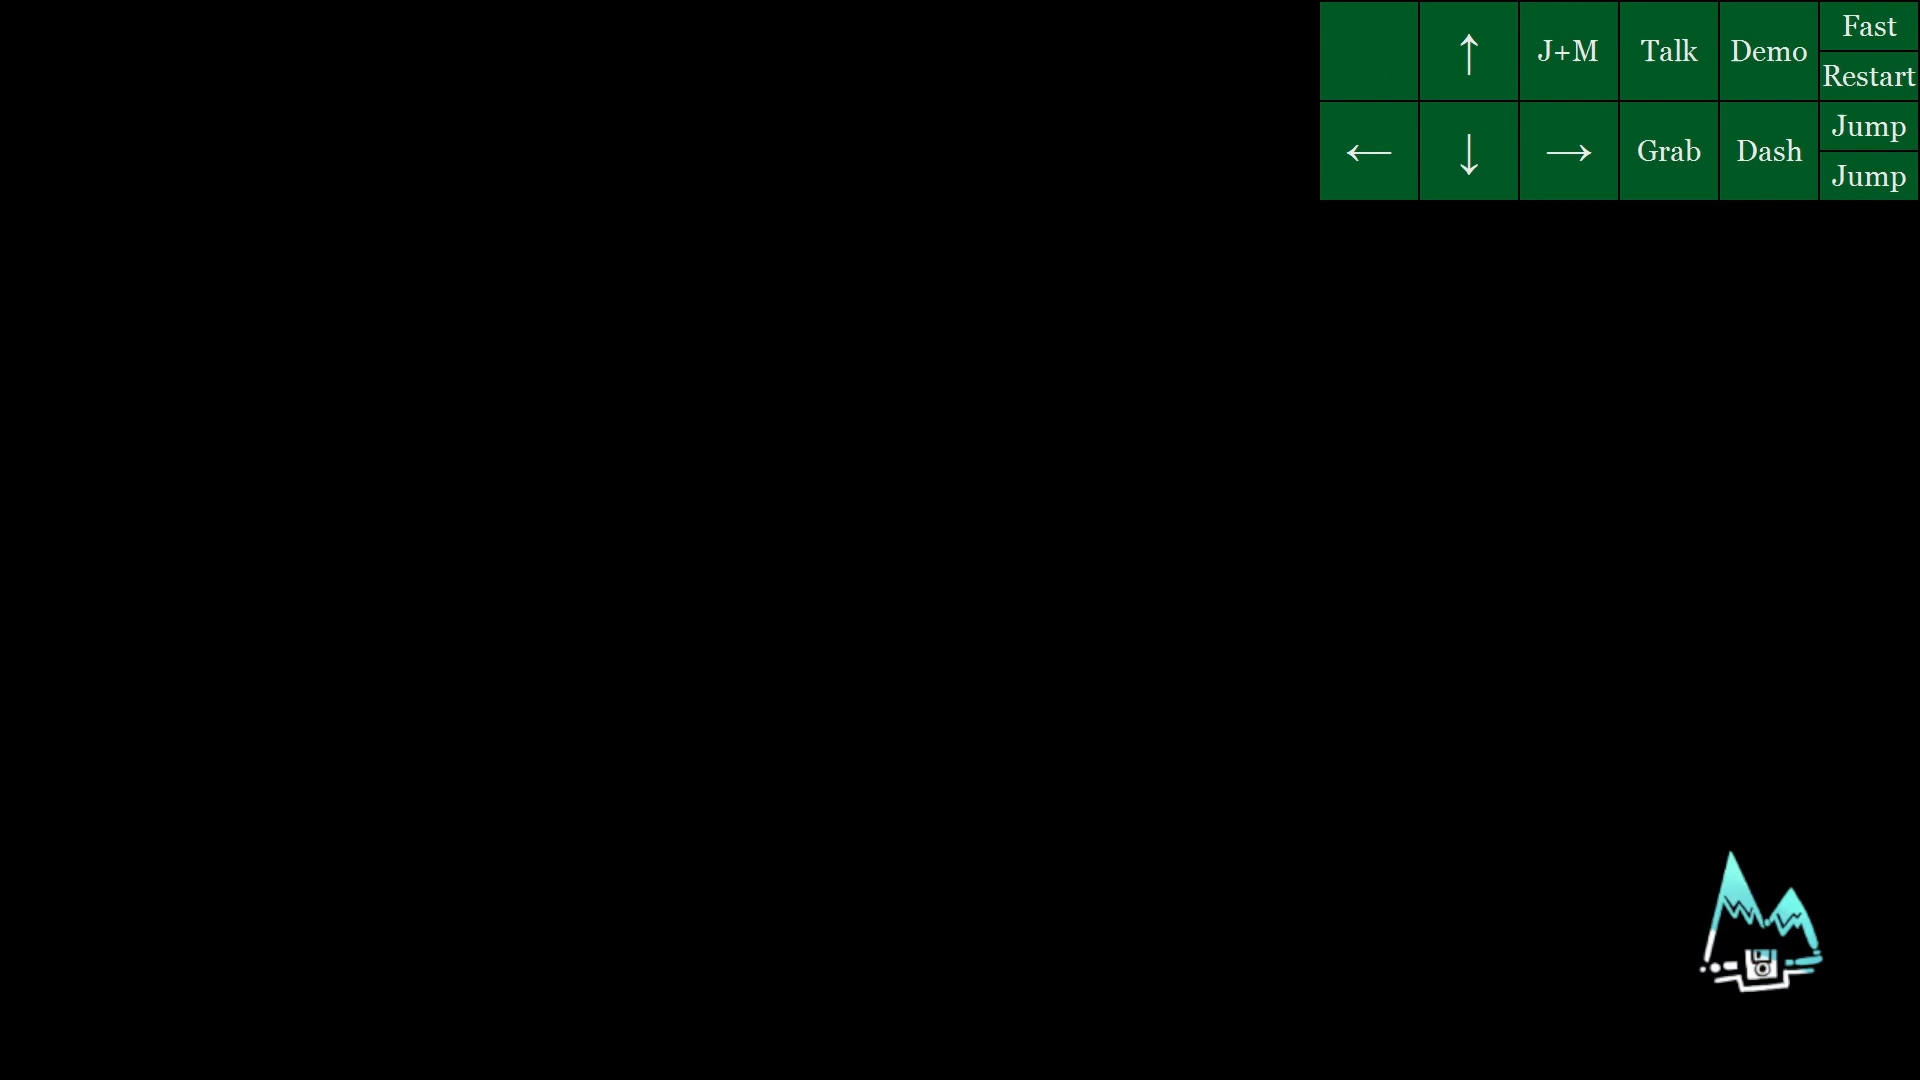 ↑ J+M Talk Demo Fast
Restart
← ↓ → Grab Dash Jump
Jump